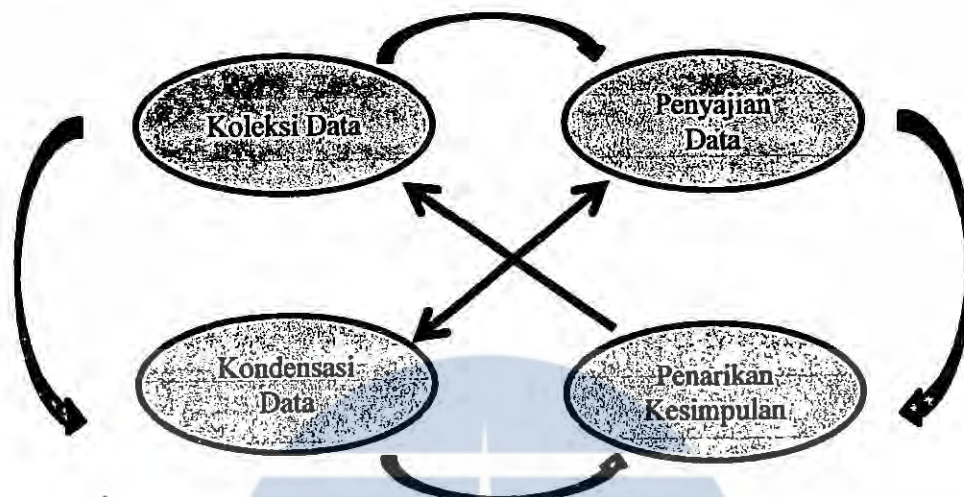 Koleksi Data
Penyajian
Data
Kondensasi
Data
Penarikan
Kesimpulan